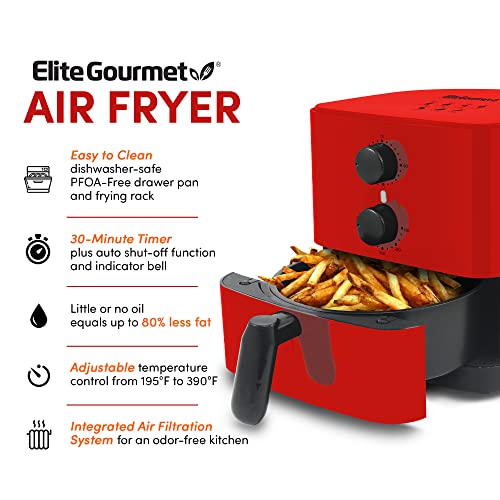 Elite Gourmet®
AIR FRYER
Easy to Clean
dishwasher-safe
PFOA-Free drawer pan
and frying rack
30-Minute Timer
plus auto shut-off function
and indicator bell
Little or no oil
equals up to 80% less fat
Adjustable temperature
control from 195°F to 390°F
Integrated Air Filtration
System for an odor-free kitchen
Elite Gourmet